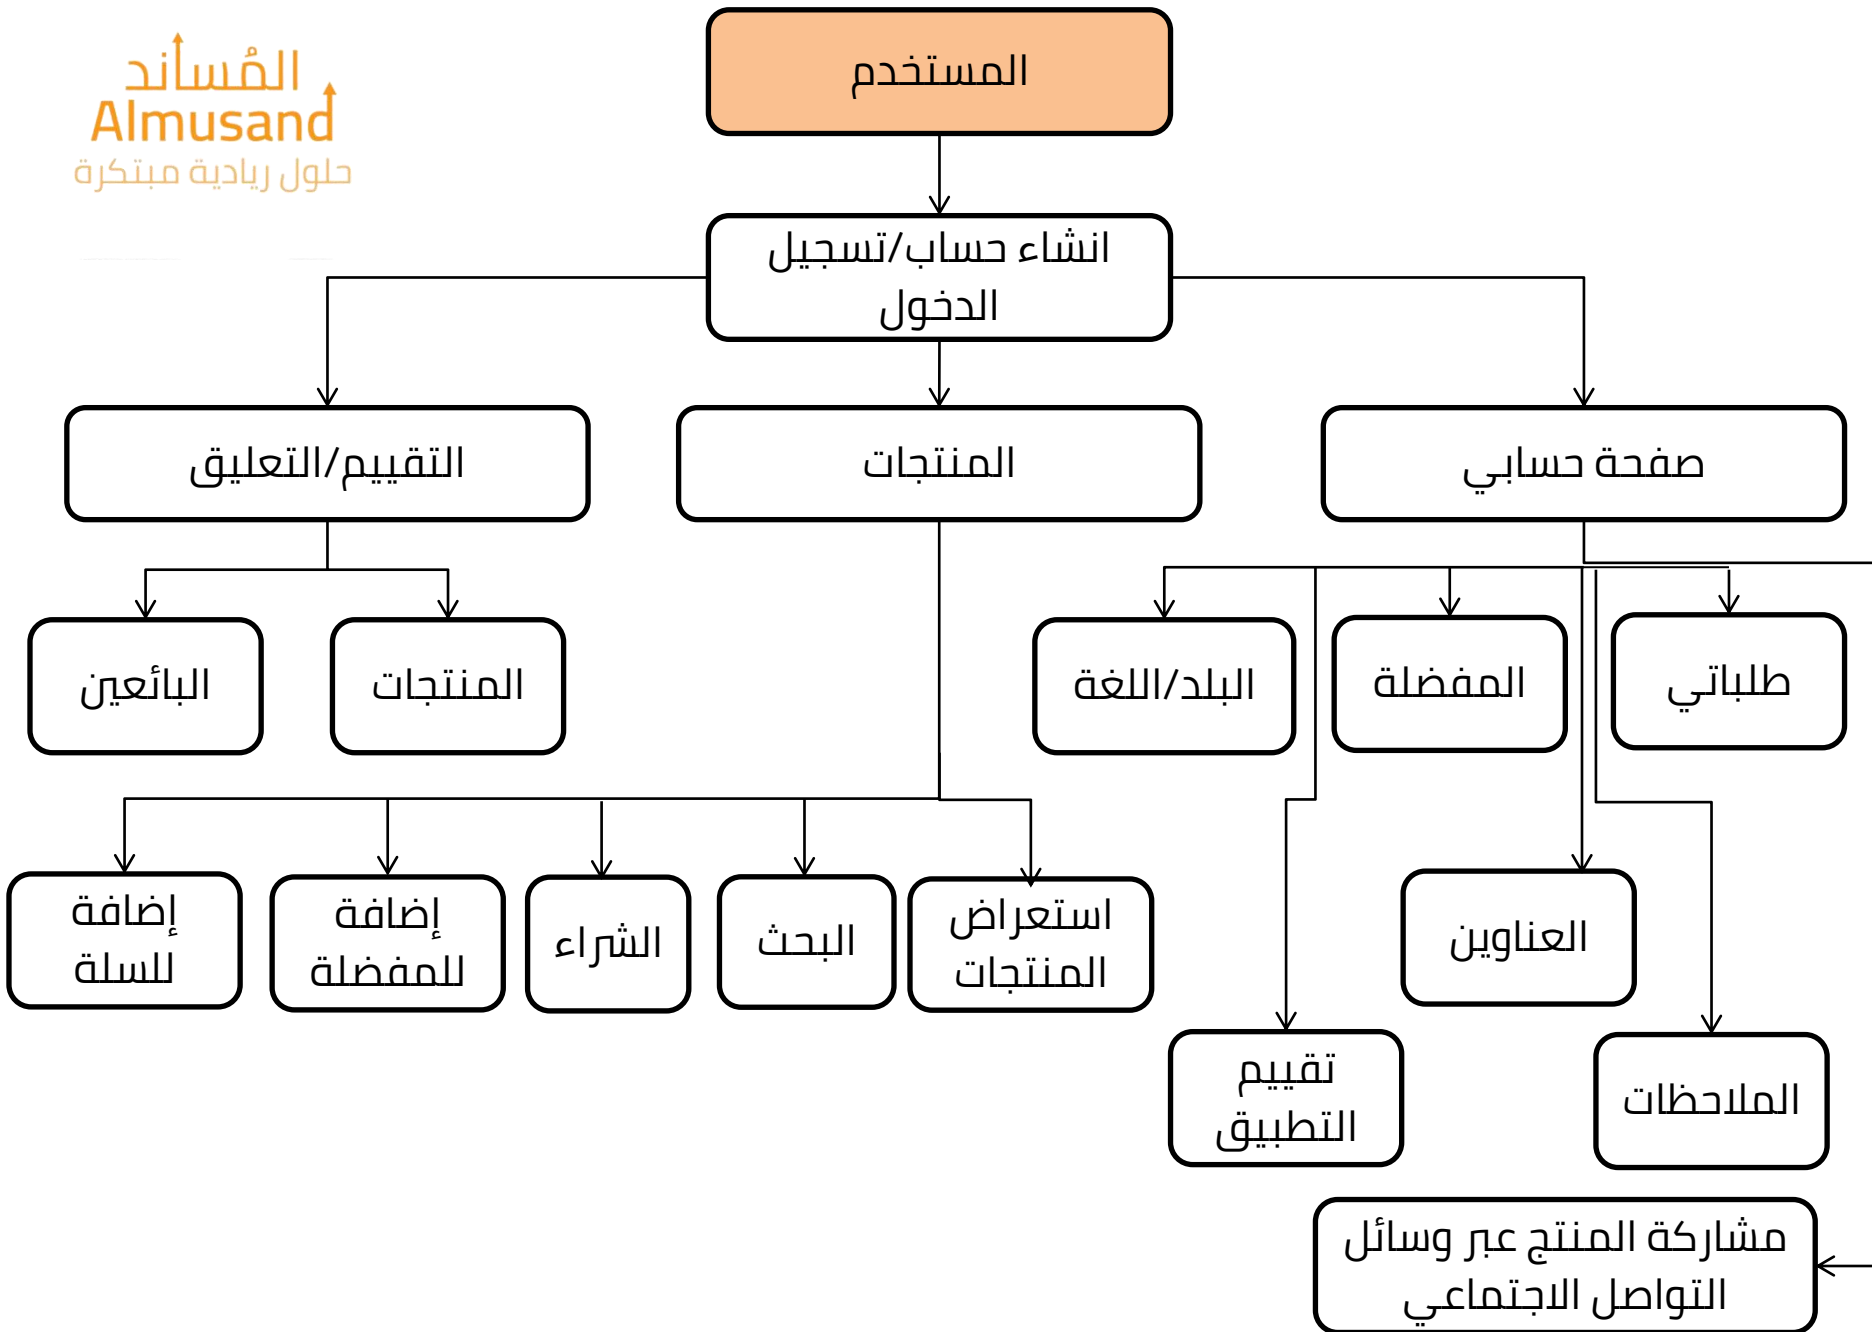 المُساند
Almusand
حلول ريادية مبتكرة
المستخدم
انشاء حساب/تسجيل
الدخول
صفحة حسابي
المنتجات
التقييم/التعليق
طلباتي
المفضلة
البلد/اللغة
المنتجات
البائعين
العناوين
استعراض
المنتجات
البحث
الشراء
إضافة
للمفضلة
إضافة
للسلة
الملاحظات
تقييم
التطبيق
مشاركة المنتج عبر وسائل
التواصل الاجتماعي